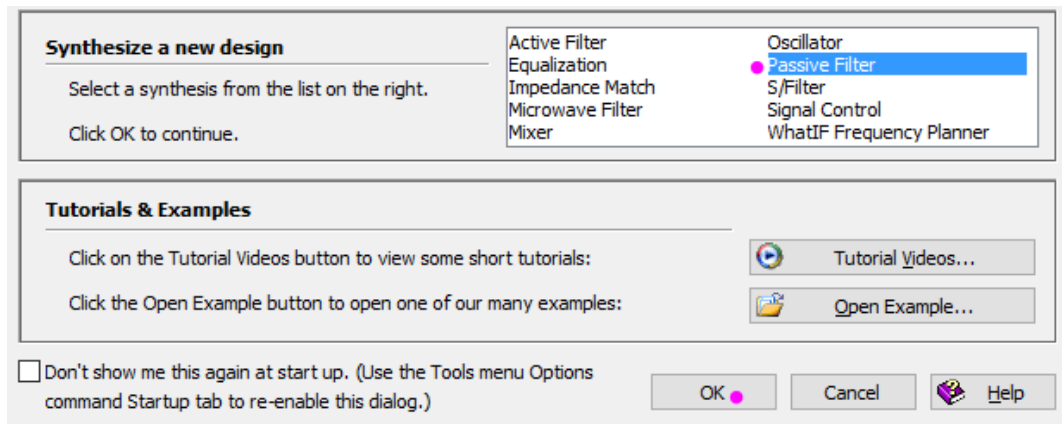 Synthesize a new design
Select a synthesis from the list on the right.
Click OK to continue.
Active Filter
Equalization
Impedance Match
Microwave Filter
Mixer
Oscillator
Passive Filter
S/Filter
Signal Control
WhatIF Frequency Planner
Tutorials & Examples
Click on the Tutorial Videos button to view some short tutorials:
Tutorial Videos...
Click the Open Example button to open one of our many examples:
Open Example...
Don't show me this again at start up. (Use the Tools menu Options
command Startup tab to re-enable this dialog.)
OK
Cancel
Help